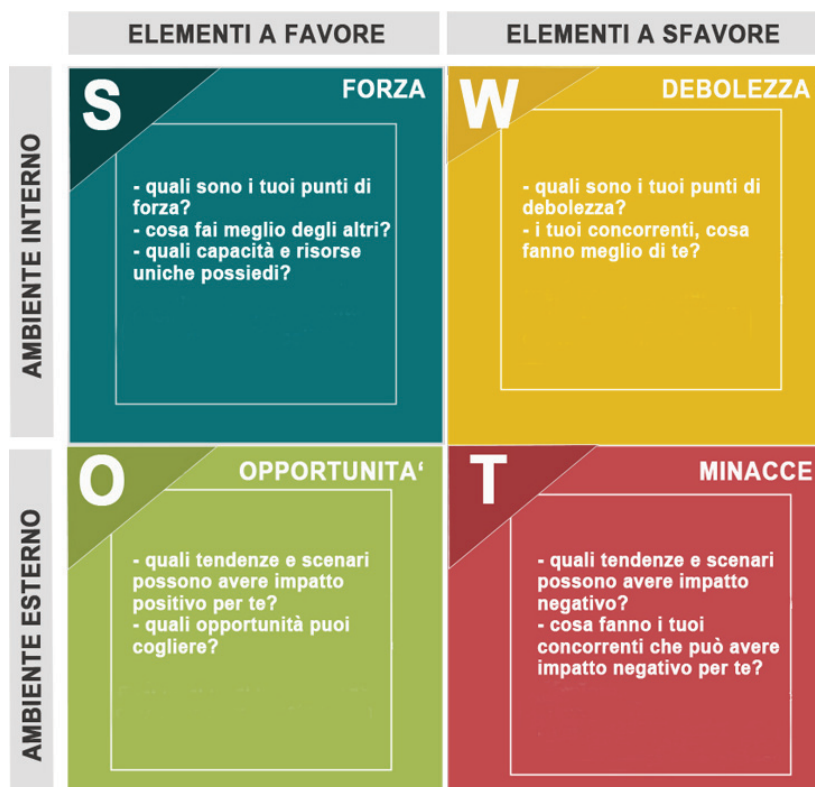 ELEMENTI A FAVORE
ELEMENTI A SFAVORE
AMBIENTE INTERNO
S
FORZA
- quali sono i tuoi punti di
forza?
- cosa fai meglio degli altri?
- quali capacità e risorse
uniche possiedi?
W
DEBOLEZZA
- quali sono i tuoi punti di
debolezza?
- i tuoi concorrenti, cosa
fanno meglio di te?
AMBIENTE ESTERNO
O
OPPORTUNITA‘
- quali tendenze e scenari
possono avere impatto
positivo per te?
- quali opportunità puoi
cogliere?
T
MINACCE
- quali tendenze e scenari
possono avere impatto
negativo?
- cosa fanno i tuoi
concorrenti che può avere
impatto negativo per te?